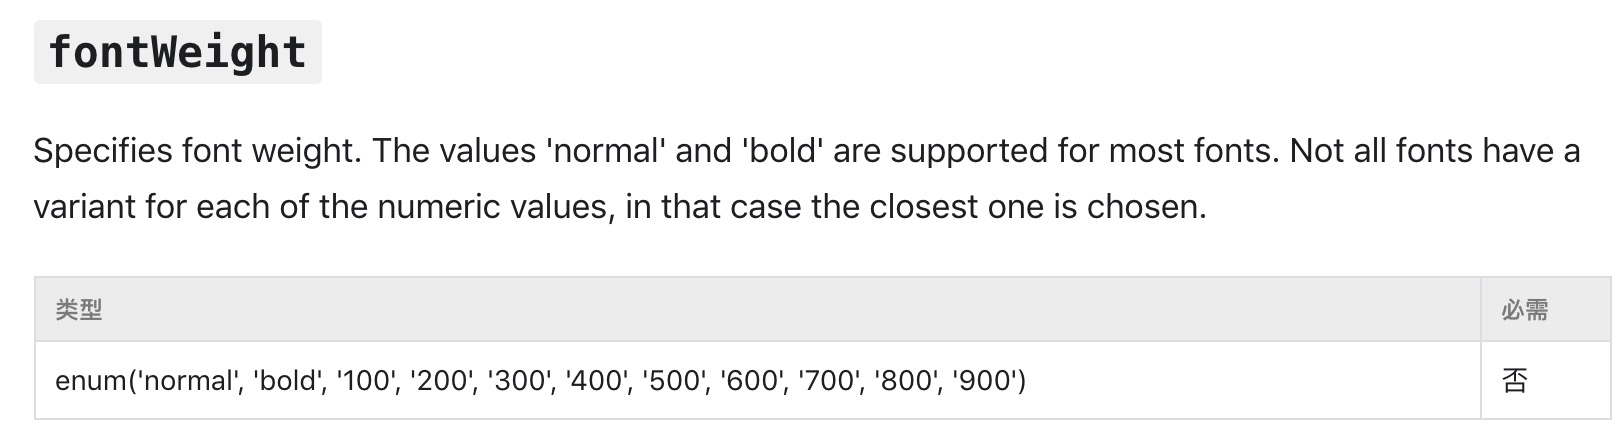 fontWeight
Specifies font weight. The values 'normal' and 'bold' are supported for most fonts. Not all fonts have a
variant for each of the numeric values, in that case the closest one is chosen.
类型 必需
enum('normal', 'bold', '100', '200', '300', '400', '500', '600', '700', '800', '900') 否